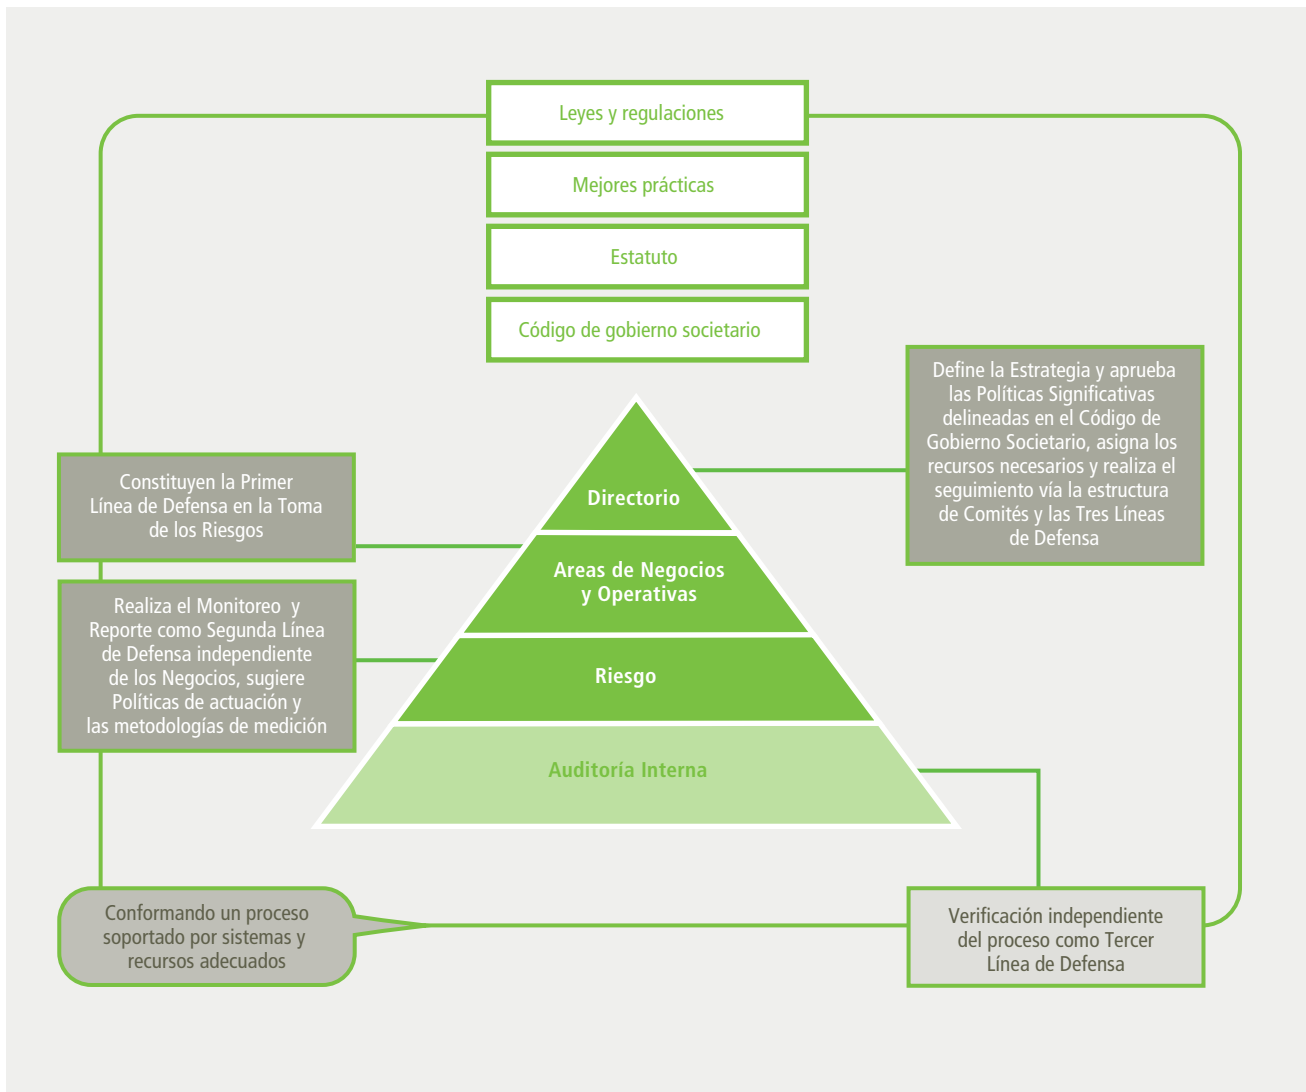 Leyes y regulaciones
Mejores prácticas
Estatuto
Código de gobierno societario
Define la Estrategia y aprueba
las Políticas Significativas
delineadas en el Código de
Gobierno Societario, asigna los
recursos necesarios y realiza el
seguimiento vía la estructura
de Comités y las Tres Líneas
de Defensa
Constituyen la Primer
Línea de Defensa en la Toma
de los Riesgos
Realiza el Monitoreo y
Reporte como Segunda Línea
de Defensa independiente
de los Negocios, sugiere
Políticas de actuación y
las metodologías de medición
Directorio
Areas de Negocios
y Operativas
Riesgo
Auditoría Interna
Conformando un proceso
soportado por sistemas y
recursos adecuados
Verificación independiente
del proceso como Tercer
Línea de Defensa